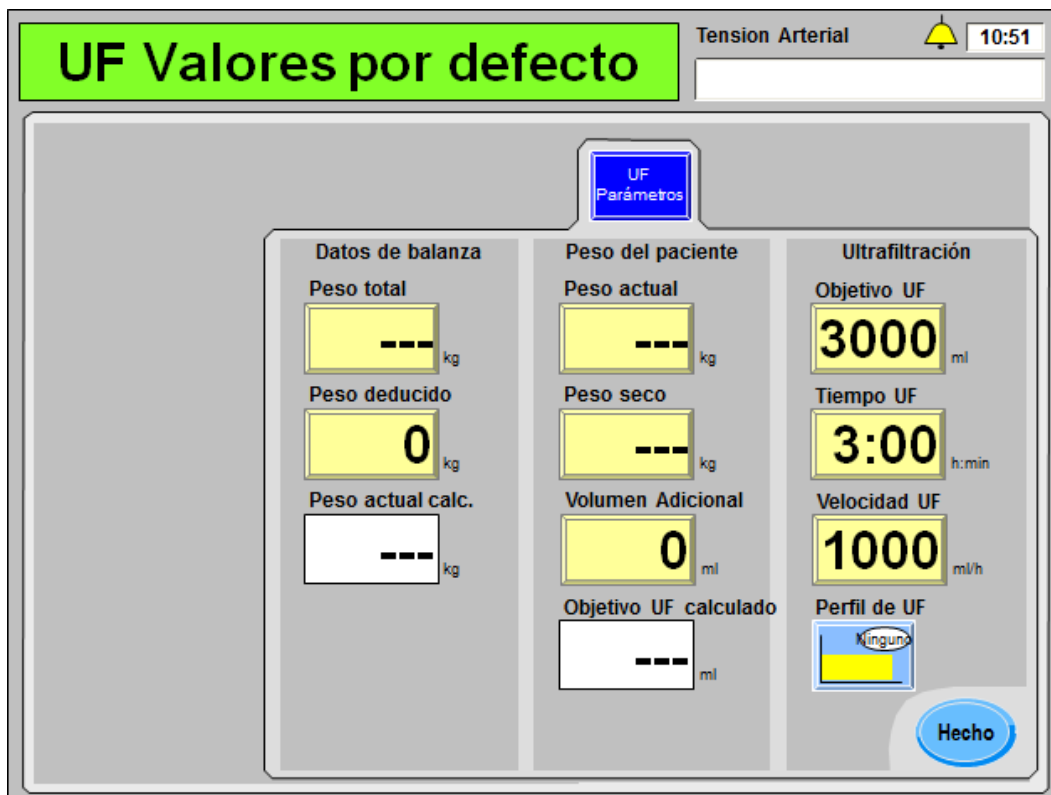 UF Valores por defecto
Tension Arterial
10:51
UF
Parámetros
Datos de balanza
Peso total
---
kg
Peso deducido
0
kg
Peso actual calc.
---
kg
Peso del paciente
Peso actual
---
kg
Peso seco
---
kg
Volumen Adicional
0
ml
Objetivo UF calculado
---
ml
Ultrafiltración
Objetivo UF
3000
ml
Tiempo UF
3:00
h:min
Velocidad UF
1000
ml/h
Perfil de UF
Ninguno
Hecho